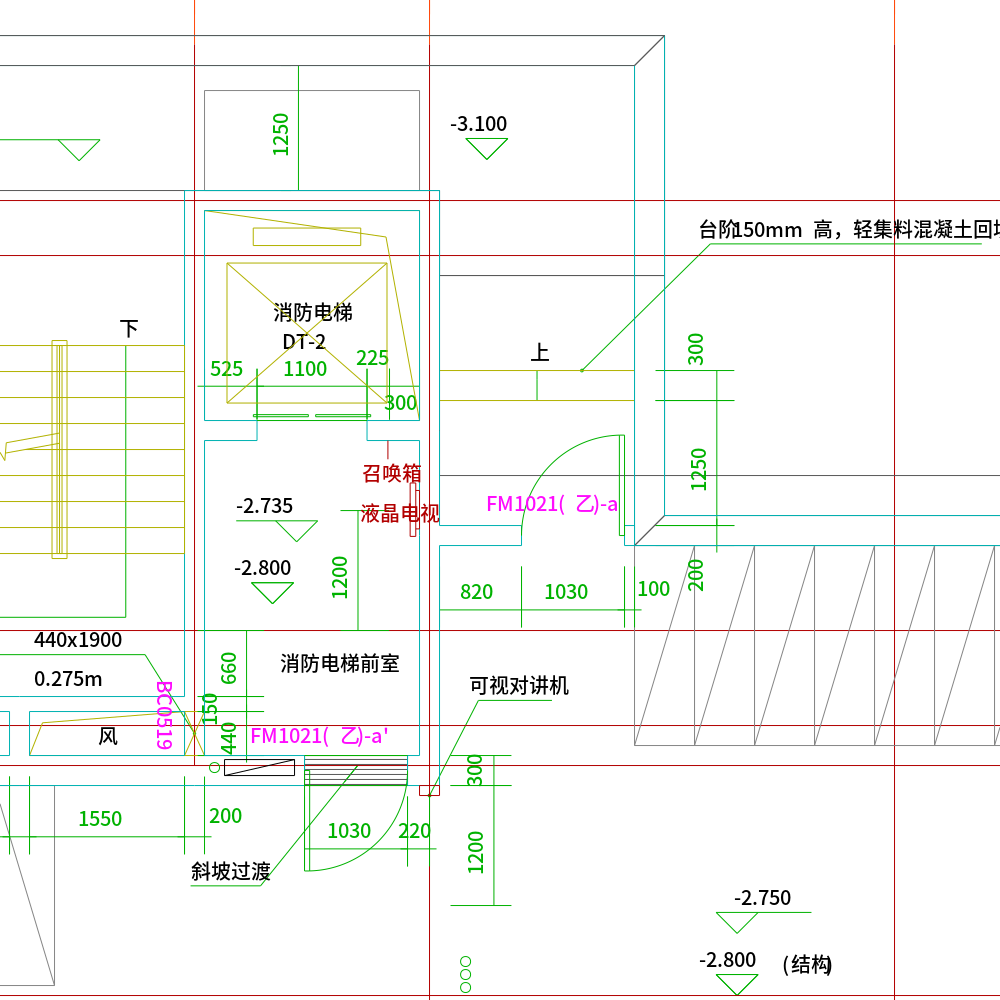 1250
-3.100
台阶150mm 高，轻集料混凝土回
下
消防电梯
DT-2
上
525
1100
225
300
300
召唤箱
1250
-2.735
液晶电视
FM1021( 乙)-a
-2.800
1200
820
1030
100
200
440x1900
660
消防电梯前室
0.275m
可视对讲机
BC0519
150
风
440
FM1021( 乙)-a'
300
1550
200
1030
220
1200
斜坡过渡
-2.750
-2.800 (结构)